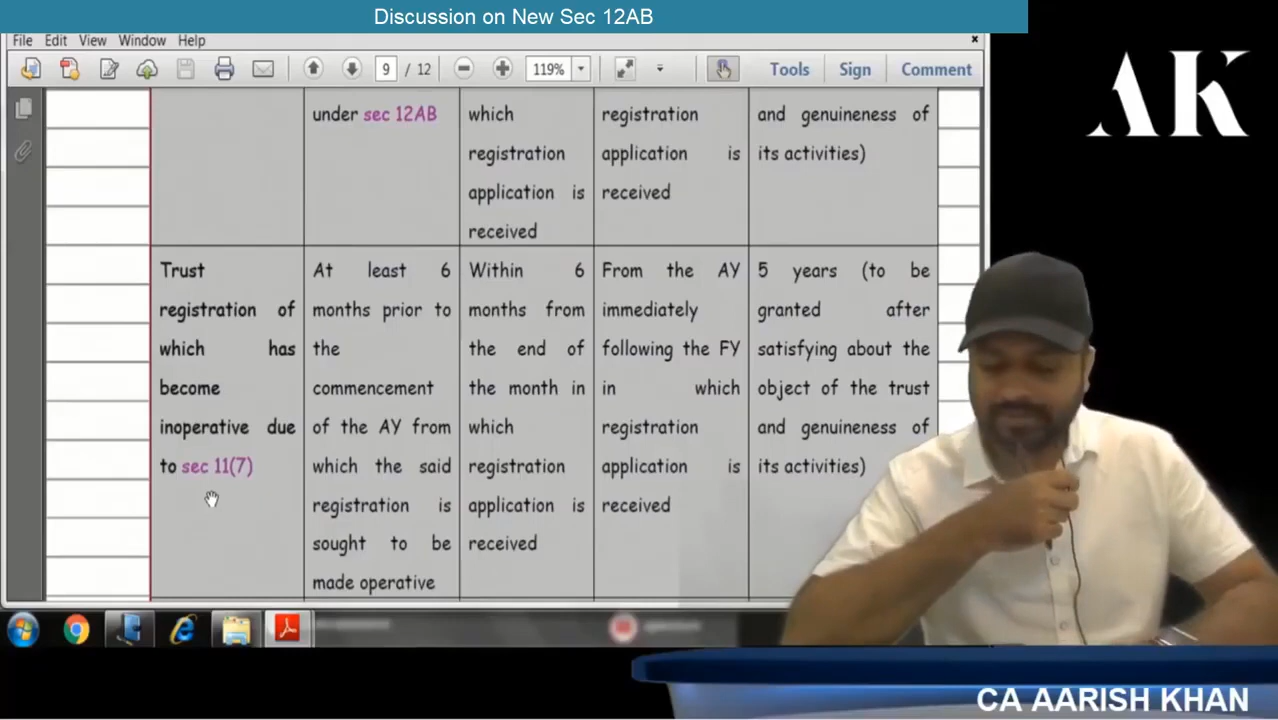 Discussion on New Sec 12AB
File Edit View Window Help
9 / 12 119% Tools Sign Comment
AK
under sec 12AB
which
registration
application is
received
registration
application is
received
and genuineness of
its activities)
Trust
registration of
which has
become
inoperative due
to sec 11(7)
At least 6
months prior to
the
commencement
of the AY from
which the said
registration is
sought to be
made operative
Within 6
months from
the end of
the month in
which
registration
application is
received
From the AY
immediately
following the FY
in which
registration
application is
received
5 years (to be
granted after
satisfying about the
object of the trust
and genuineness of
its activities)
CA AARISH KHAN